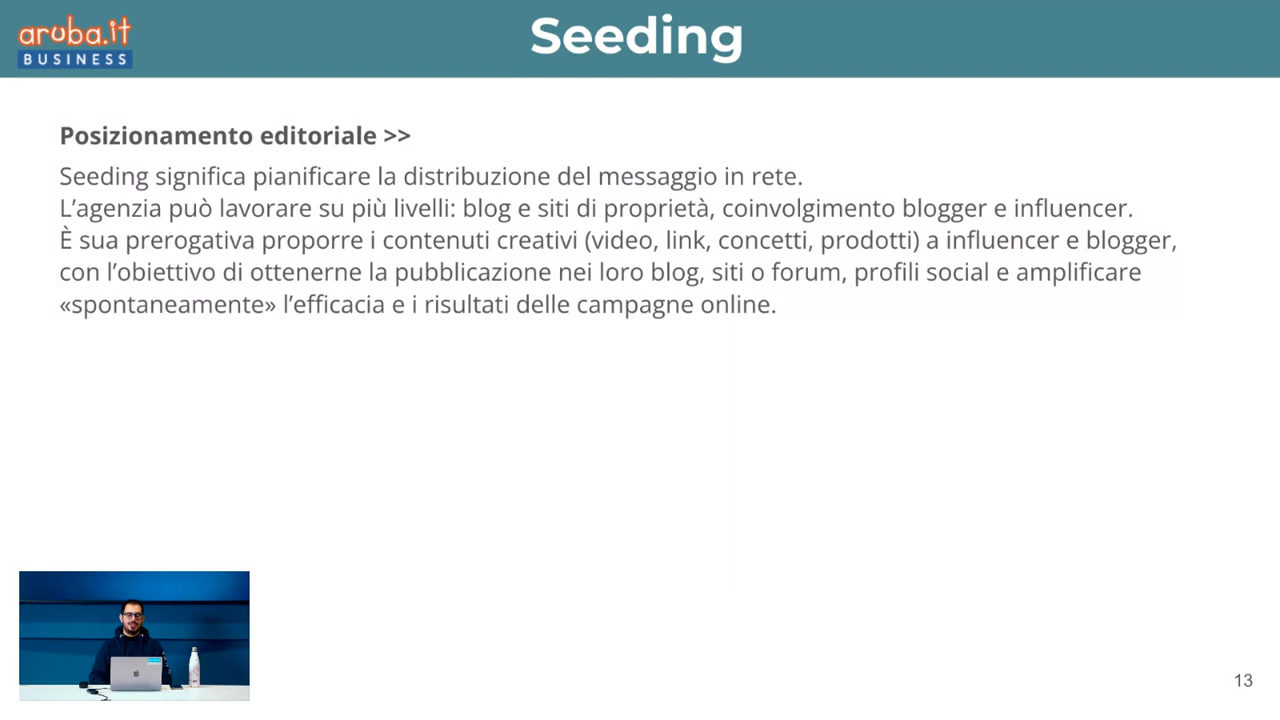 aruba.it
BUSINESS
Seeding
Posizionamento editoriale >>
Seeding significa pianificare la distribuzione del messaggio in rete.
L’agenzia può lavorare su più livelli: blog e siti di proprietà, coinvolgimento blogger e influencer.
È sua prerogativa proporre i contenuti creativi (video, link, concetti, prodotti) a influencer e blogger,
con l’obiettivo di ottenerne la pubblicazione nei loro blog, siti o forum, profili social e amplificare
«spontaneamente» l’efficacia e i risultati delle campagne online.
13